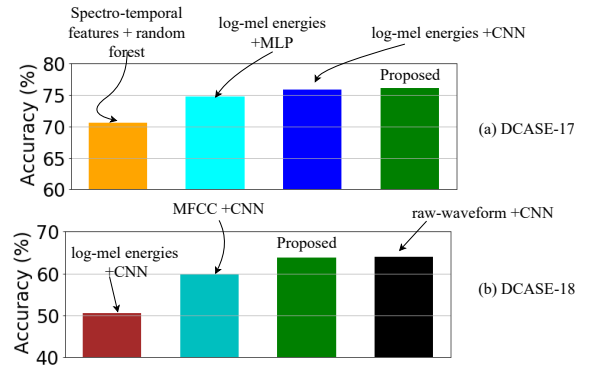 Spectro-temporal
features + random
forest
log-mel energies
+MLP
log-mel energies +CNN
Proposed
80
75
70
65
60
Accuracy (%)
(a) DCASE-17
MFCC +CNN
raw-waveform +CNN
log-mel energies
+CNN
Proposed
70
60
50
40
Accuracy (%)
(b) DCASE-18